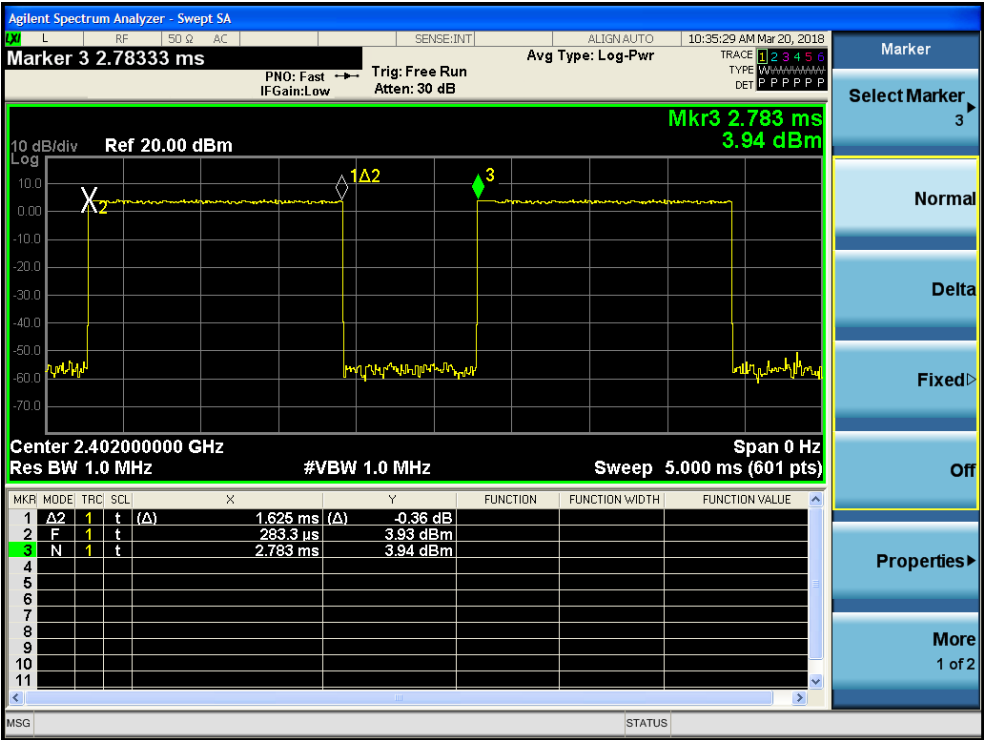 Agilent Spectrum Analyzer - Swept SA
LXI L RF 50 Ω AC SENSE:INT ALIGN AUTO 10:35:29 AM Mar 20, 2018
Marker 3 2.78333 ms
PNO: Fast
IFGain:Low
Trig: Free Run
Atten: 30 dB
Avg Type: Log-Pwr
TRACE 1 2 3 4 5 6
TYPE WWWWWW
DET P P P P P P
Mkr3 2.783 ms
3.94 dBm
10 dB/div Ref 20.00 dBm
Log
10.0
0.00
-10.0
-20.0
-30.0
-40.0
-50.0
-60.0
-70.0
2
1Δ2
3
Center 2.402000000 GHz Span 0 Hz
Res BW 1.0 MHz #VBW 1.0 MHz Sweep 5.000 ms (601 pts)
MKR MODE TRC SCL X Y FUNCTION FUNCTION WIDTH FUNCTION VALUE
1 Δ2 1 t (Δ) 1.625 ms (Δ) -0.36 dB
2 F 1 t 283.3 µs 3.93 dBm
3 N 1 t 2.783 ms 3.94 dBm
4
5
6
7
8
9
10
11
MSG STATUS
Marker
Select Marker
3
Normal
Delta
Fixed
Off
Properties
More
1 of 2